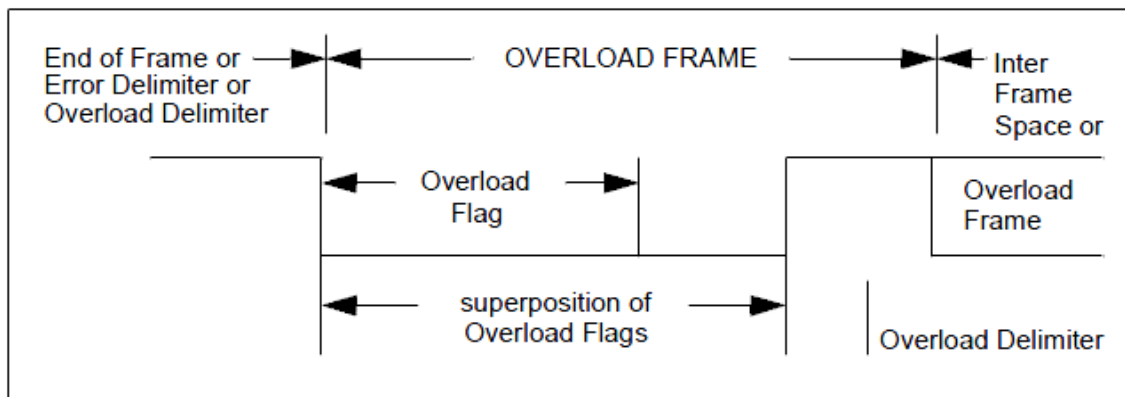 End of Frame or
Error Delimiter or
Overload Delimiter
OVERLOAD FRAME
Inter
Frame
Space or
Overload
Flag
Overload
Frame
superposition of
Overload Flags
Overload Delimiter